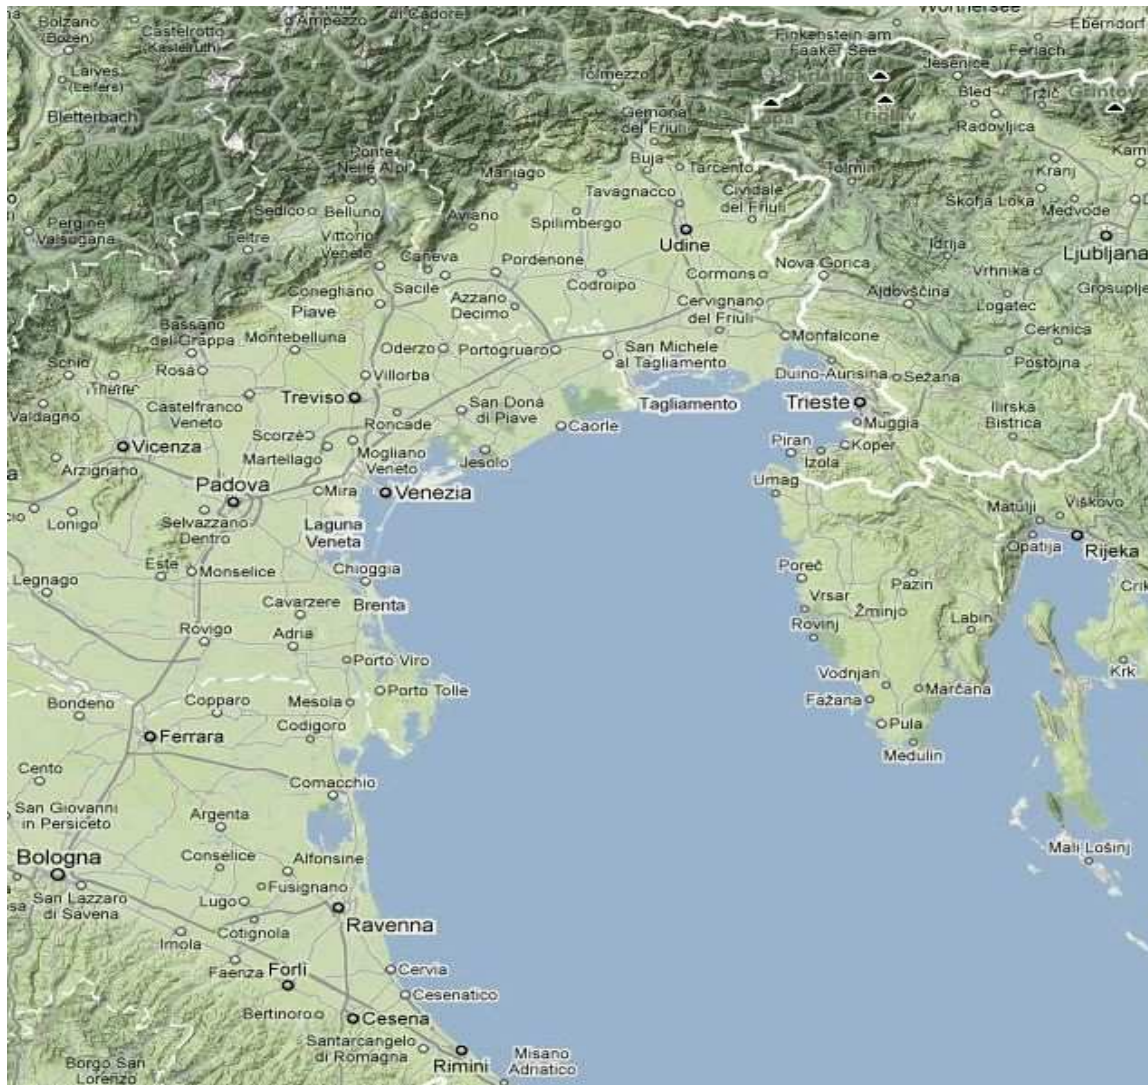 Bolzano
(Bozen)
Castelrotto
(Kastelruth)
d'Ampezzo
di Cadore
Wörthersee
Eberndorf
Finkenstein am
Faaker See
Ferlach
Laives
(Leifers)
Tolmezzo
Jesenice
Bled
Tržič
Grintove
Triglav
Bletterbach
Gemona
del Friuli
Radovljica
Ponte
Nelle Alpi
Buja
Tarcento
Tolmin
Kranj
Kam
Maniago
Tavagnacco
Cividale
del Friuli
Škofja Loka
Medvode
Sedico
Belluno
Aviano
Spilimbergo
Pergine
Valsugana
Feltre
Vittorio
Veneto
Udine
Idrija
Ljubljana
Caneva
Sacile
Pordenone
Codroipo
Cormons
Nova Gorica
Vrhnika
Conegliano
Piave
Azzano
Decimo
Cervignano
del Friuli
Ajdovščina
Logatec
Grosuplje
Bassano
del Grappa
Montebelluna
Oderzo
Portogruaro
San Michele
al Tagliamento
Monfalcone
Cerknica
Postojna
Schio
Thiene
Rosà
Villorba
Duino-Aurisina
Sežana
Valdagno
Castelfranco
Veneto
Treviso
Roncade
San Donà
di Piave
Tagliamento
Trieste
Muggia
Ilirska
Bistrica
Vicenza
Scorzè
Martellago
Mogliano
Veneto
Caorle
Jesolo
Piran
Izola
Koper
Arzignano
a
Padova
Mira
Venezia
Umag
Matulji
Viškovo
cio
Lonigo
Selvazzano
Dentro
Laguna
Veneta
Opatija
Rijeka
Este
Monselice
Chioggia
Poreč
Pazin
Legnago
Cavarzere
Brenta
Vrsar
Žminj
Labin
Crik
Rovigo
Adria
Rovinj
Porto Viro
Krk
Bondeno
Copparo
Mesola
Porto Tolle
Vodnjan
Marčana
Fažana
Ferrara
Codigoro
Pula
Medulin
Cento
Comacchio
San Giovanni
in Persiceto
Argenta
Bologna
Conselice
Alfonsine
Mali Lošinj
San Lazzaro
di Savena
Fusignano
Lugo
Ravenna
Imola
Cotignola
Faenza
Forlì
Cervia
Cesenatico
Bertinoro
Cesena
Santarcangelo
di Romagna
Rimini
Misano
Adriatico
Borgo San
Lorenzo